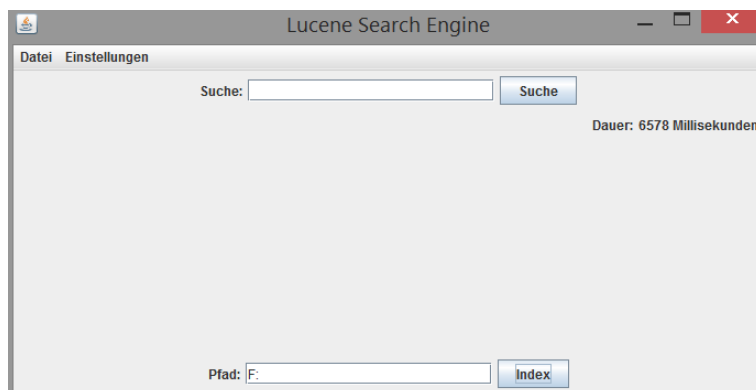 Lucene Search Engine
Datei Einstellungen
Suche: Suche
Dauer: 6578 Millisekunden
Pfad: F: Index